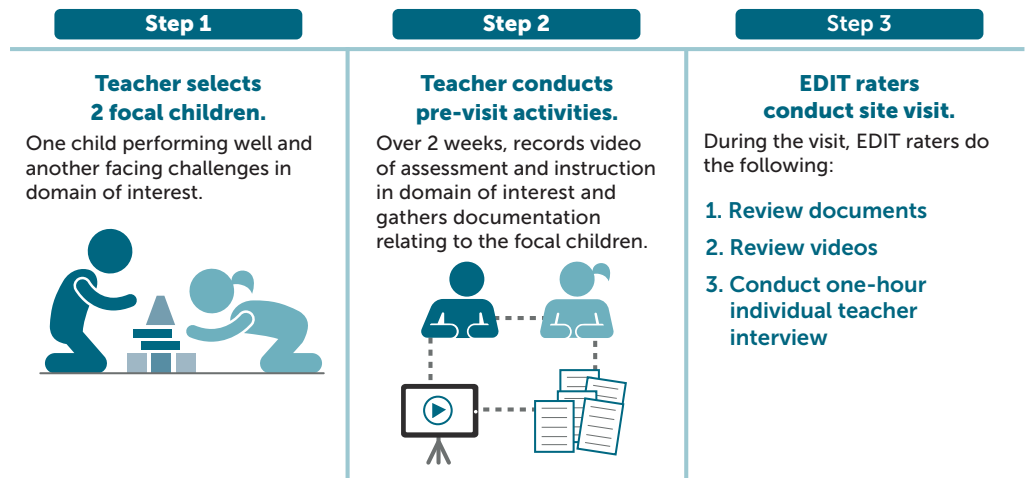 Step 1
Teacher selects
2 focal children.
One child performing well and
another facing challenges in
domain of interest.
Step 2
Teacher conducts
pre-visit activities.
Over 2 weeks, records video
of assessment and instruction
in domain of interest and
gathers documentation
relating to the focal children.
Step 3
EDIT raters
conduct site visit.
During the visit, EDIT raters do
the following:
1. Review documents
2. Review videos
3. Conduct one-hour
individual teacher
interview